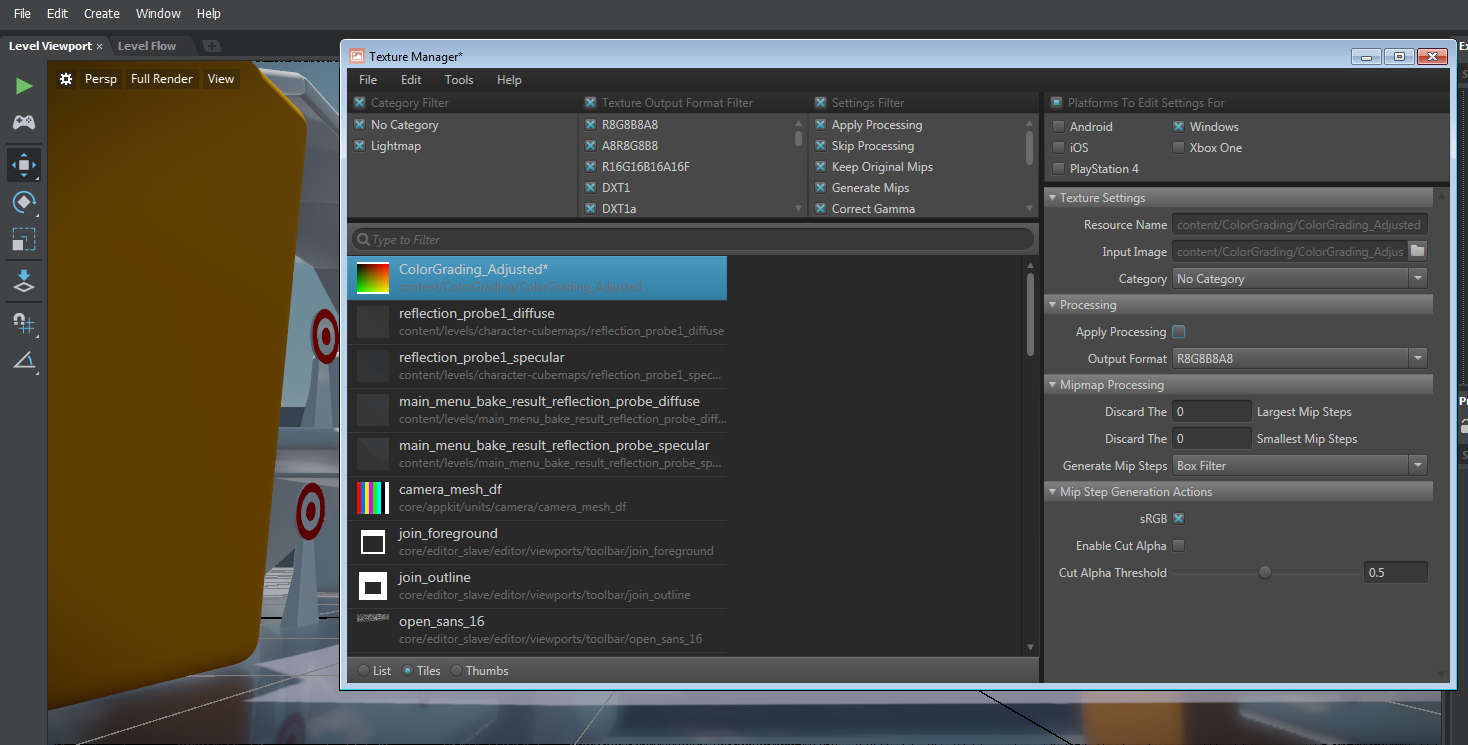 File Edit Create Window Help
Level Viewport × Level Flow
Persp Full Render View
Texture Manager*
File Edit Tools Help
Category Filter
No Category
Lightmap
Texture Output Format Filter
R8G8B8A8
A8R8G8B8
R16G16B16A16F
DXT1
DXT1a
Settings Filter
Apply Processing
Skip Processing
Keep Original Mips
Generate Mips
Correct Gamma
Type to Filter
ColorGrading_Adjusted*
content/ColorGrading/ColorGrading_Adjusted
reflection_probe1_diffuse
content/levels/character-cubemaps/reflection_probe1_diffuse
reflection_probe1_specular
content/levels/character-cubemaps/reflection_probe1_spec...
main_menu_bake_result_reflection_probe_diffuse
content/levels/main_menu_bake_result_reflection_probe_diff...
main_menu_bake_result_reflection_probe_specular
content/levels/main_menu_bake_result_reflection_probe_sp...
camera_mesh_df
core/appkit/units/camera/camera_mesh_df
join_foreground
core/editor_slave/editor/viewports/toolbar/join_foreground
join_outline
core/editor_slave/editor/viewports/toolbar/join_outline
open_sans_16
core/editor_slave/editor/viewports/toolbar/open_sans_16
List Tiles Thumbs
Platforms To Edit Settings For
Android Windows
iOS Xbox One
PlayStation 4
Texture Settings
Resource Name content/ColorGrading/ColorGrading_Adjusted
Input Image content/ColorGrading/ColorGrading_Adjus
Category No Category
Processing
Apply Processing
Output Format R8G8B8A8
Mipmap Processing
Discard The 0 Largest Mip Steps
Discard The 0 Smallest Mip Steps
Generate Mip Steps Box Filter
Mip Step Generation Actions
sRGB
Enable Cut Alpha
Cut Alpha Threshold 0.5